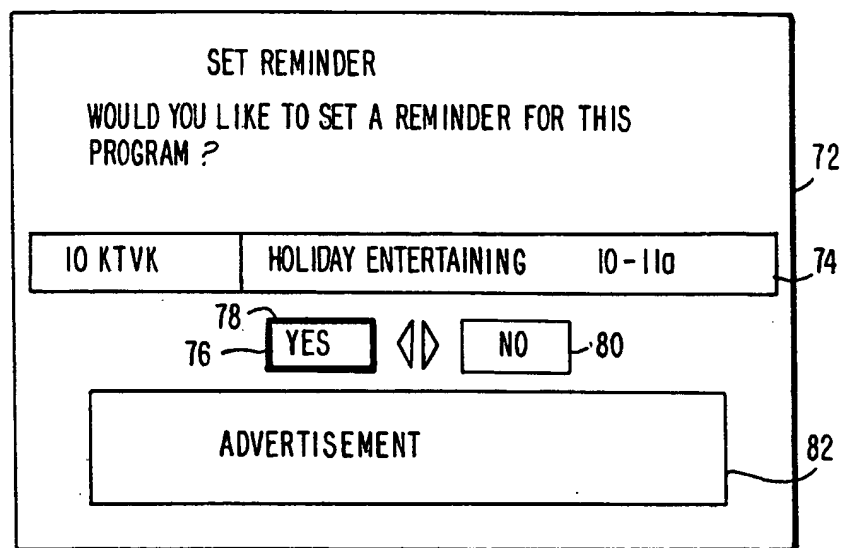 SET REMINDER
WOULD YOU LIKE TO SET A REMINDER FOR THIS
PROGRAM ?
72
10 KTVK HOLIDAY ENTERTAINING 10-11a
74
78
76 YES NO 80
ADVERTISEMENT
82